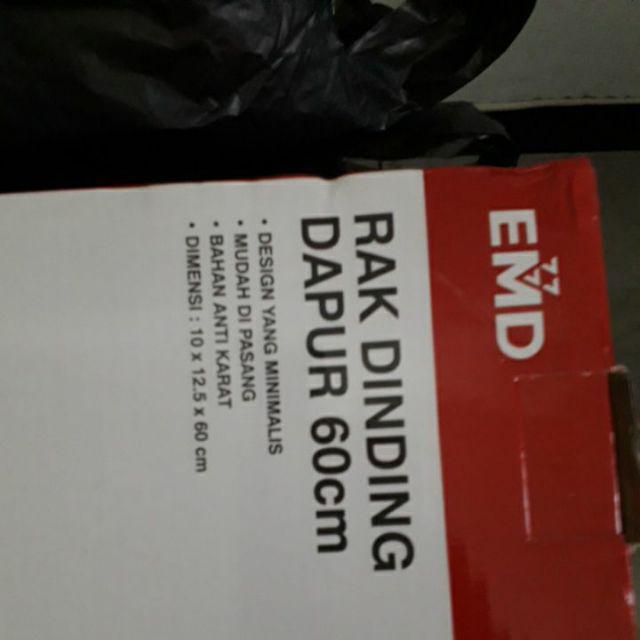 EMD
RAK DINDING
DAPUR 60cm
• DESIGN YANG MINIMALIS
• MUDAH DI PASANG
• BAHAN ANTI KARAT
• DIMENSI : 10 x 12.5 x 60 cm